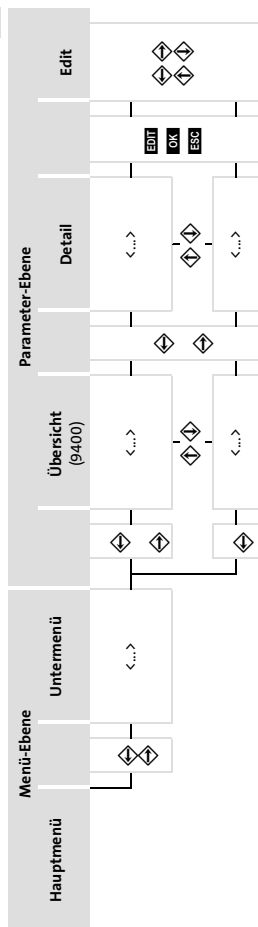 Menü-Ebene
Parameter-Ebene
Hauptmenü
Untermenü
Übersicht
(9400)
Detail
Edit
<...>
<...>
<...>
EDIT
OK
ESC
<...>
<...>